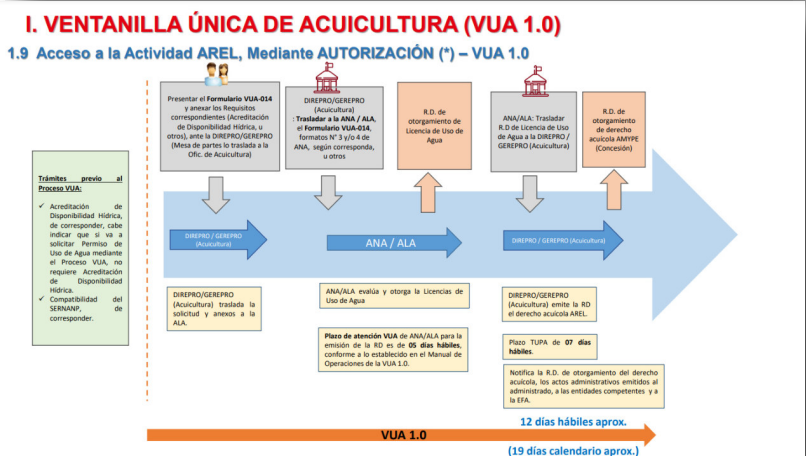 I. VENTANILLA ÚNICA DE ACUICULTURA (VUA 1.0)
1.9 Acceso a la Actividad AREL, Mediante AUTORIZACIÓN (*) – VUA 1.0
Trámites previo al
Proceso VUA:
✓ Acreditación de
Disponibilidad Hídrica,
de corresponder, cabe
indicar que si va a
solicitar Permiso de
Uso de Agua mediante
el Proceso VUA, no
requiere Acreditación
de Disponibilidad
Hídrica.
✓ Compatibilidad del
SERNANP, de
corresponder.
Presentar el Formulario VUA-014
y anexar los Requisitos
correspondientes (Acreditación
de Disponibilidad Hídrica, u
otros), ante la DIREPRO/GEREPRO
(Mesa de partes lo traslada a la
Ofic. de Acuicultura)
DIREPRO/GEREPRO
(Acuicultura)
: Trasladar a la ANA / ALA,
el Formulario VUA-014,
formatos N° 3 y/o 4 de
ANA, según corresponda,
u otros
R.D. de
otorgamiento de
Licencia de Uso de
Agua
ANA/ALA: Trasladar
R.D de Licencia de Uso
de Agua a la DIREPRO /
GEREPRO (Acuicultura)
R.D. de
otorgamiento
de derecho
acuícola AMYPE
(Concesión)
DIREPRO / GEREPRO
(Acuicultura)
ANA / ALA
DIREPRO / GEREPRO (Acuicultura)
DIREPRO/GEREPRO
(Acuicultura) traslada la
solicitud y anexos a la
ALA.
ANA/ALA evalúa y otorga la Licencias de
Uso de Agua
Plazo de atención VUA de ANA/ALA para la
emisión de la RD es de 05 días hábiles,
conforme a lo establecido en el Manual de
Operaciones de la VUA 1.0.
DIREPRO/GEREPRO
(Acuicultura) emite la RD
el derecho acuícola AREL.
Plazo TUPA de 07 días
hábiles.
Notifica la R.D. de otorgamiento del derecho
acuícola, los actos administrativos emitidos al
administrado, a las entidades competentes y a
la EFA.
12 días hábiles aprox.
VUA 1.0
(19 días calendario aprox.)